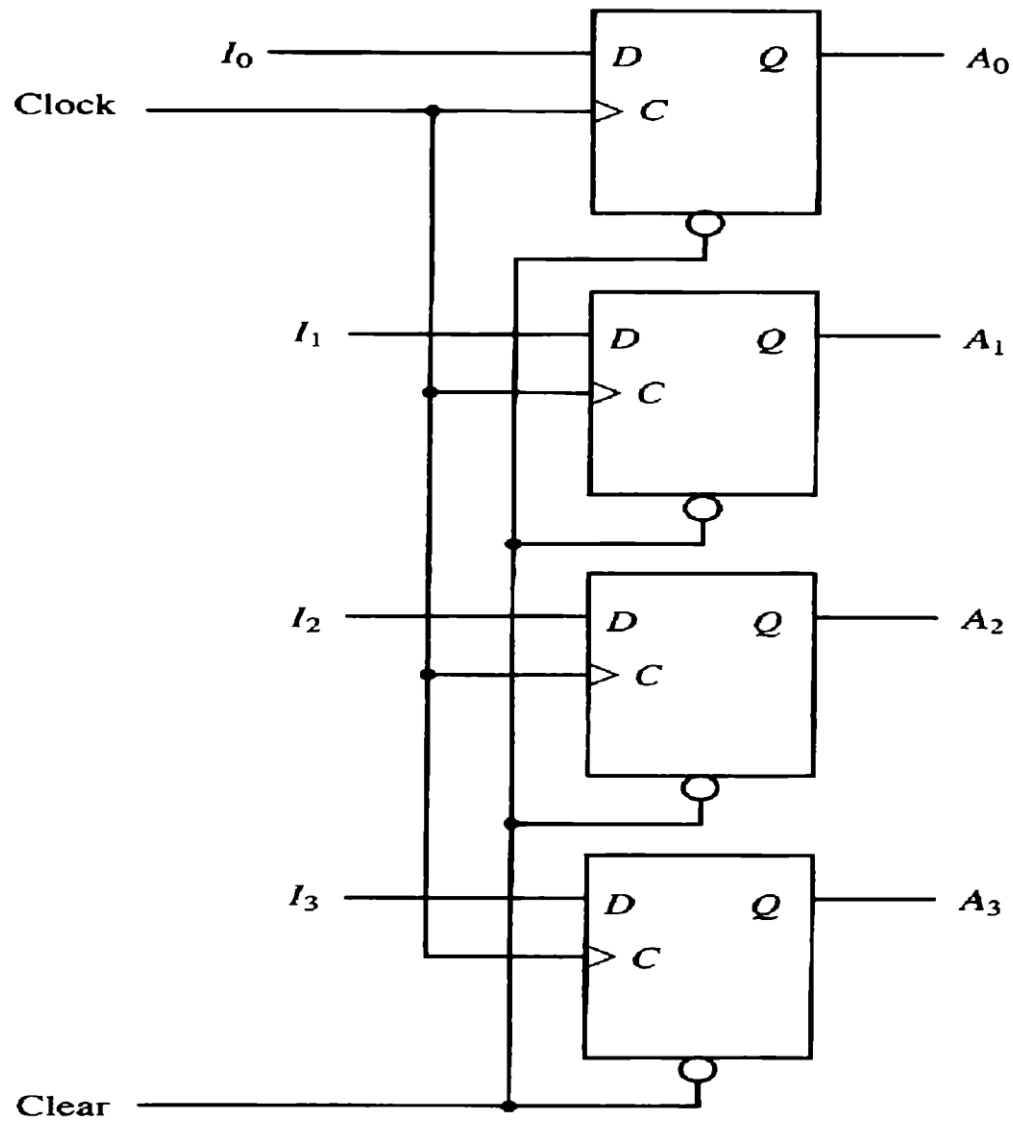 I₀ D Q A₀
Clock C
I₁ D Q A₁
C
I₂ D Q A₂
C
I₃ D Q A₃
C
Clear